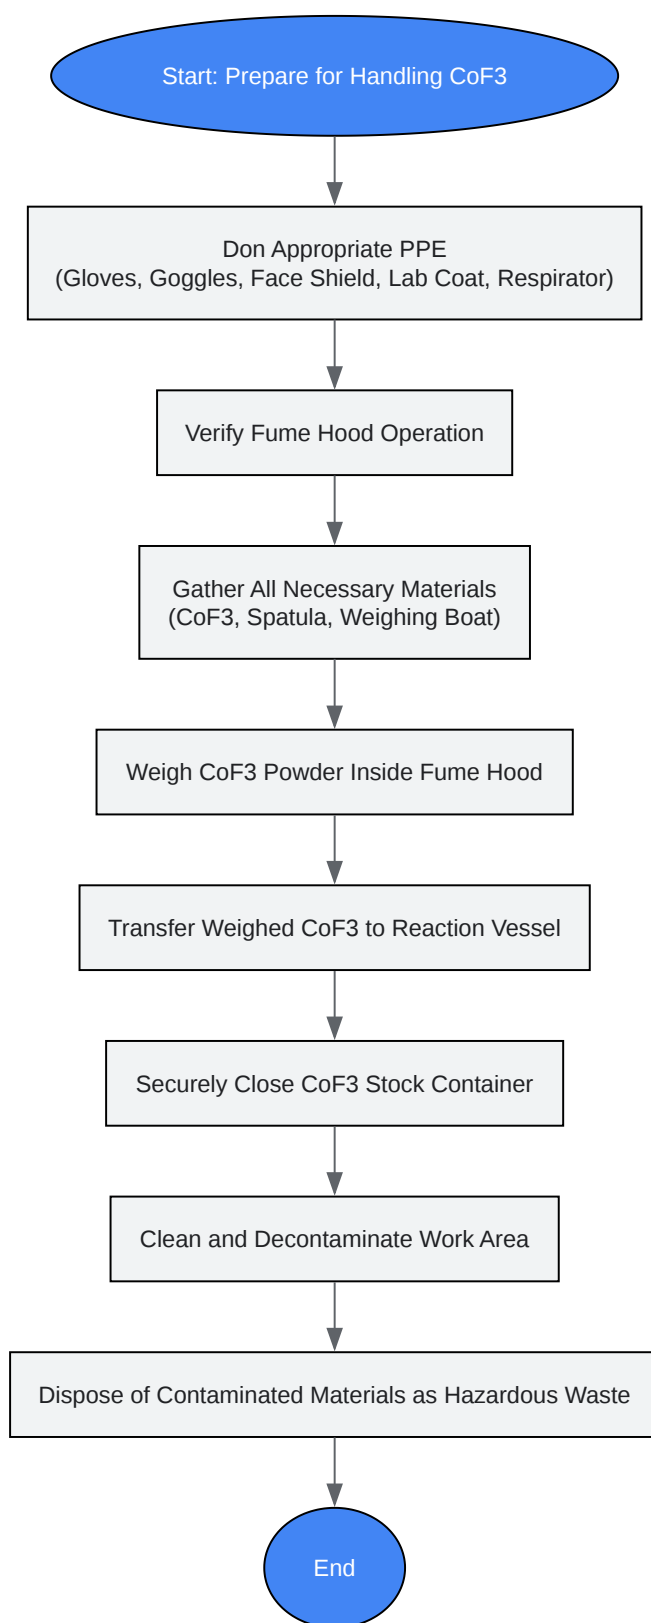 Start: Prepare for Handling CoF3
Don Appropriate PPE
(Gloves, Goggles, Face Shield, Lab Coat, Respirator)
Verify Fume Hood Operation
Gather All Necessary Materials
(CoF3, Spatula, Weighing Boat)
Weigh CoF3 Powder Inside Fume Hood
Transfer Weighed CoF3 to Reaction Vessel
Securely Close CoF3 Stock Container
Clean and Decontaminate Work Area
Dispose of Contaminated Materials as Hazardous Waste
End